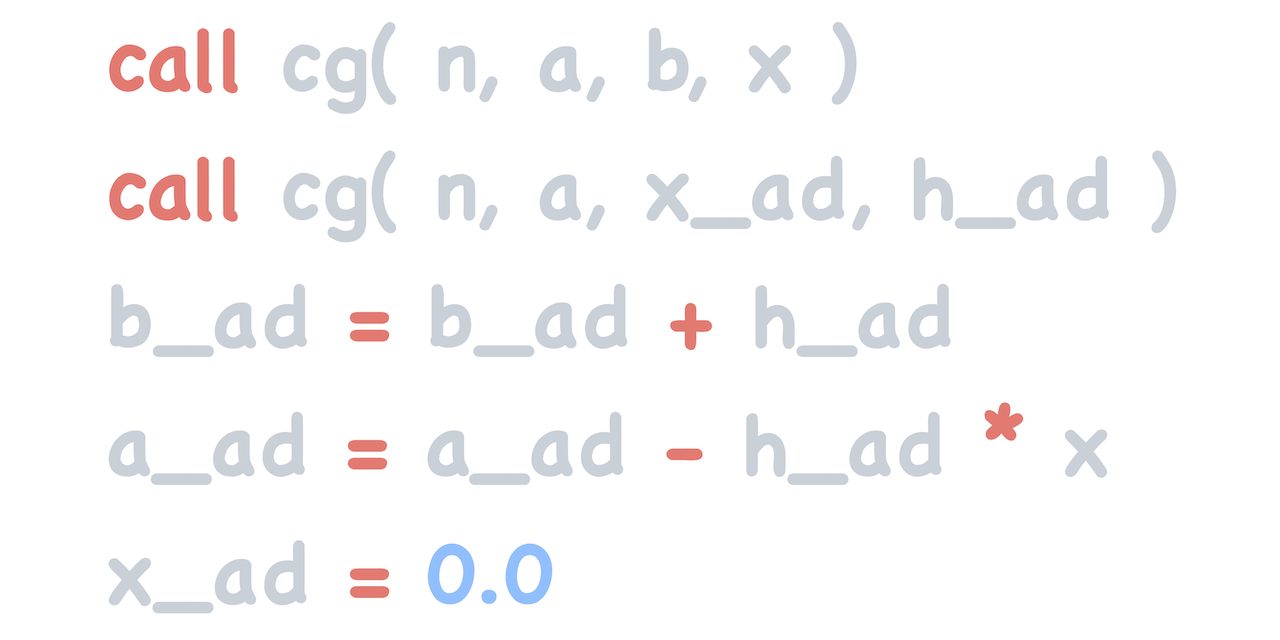 call cg( n, a, b, x )
call cg( n, a, x_ad, h_ad )
b_ad = b_ad + h_ad
a_ad = a_ad - h_ad * x
x_ad = 0.0